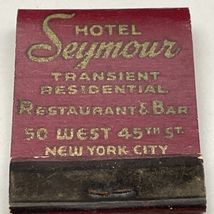 HOTEL
Seymour
TRANSIENT
RESIDENTIAL
RESTAURANT & BAR
50 WEST 45TH ST.
NEW YORK CITY